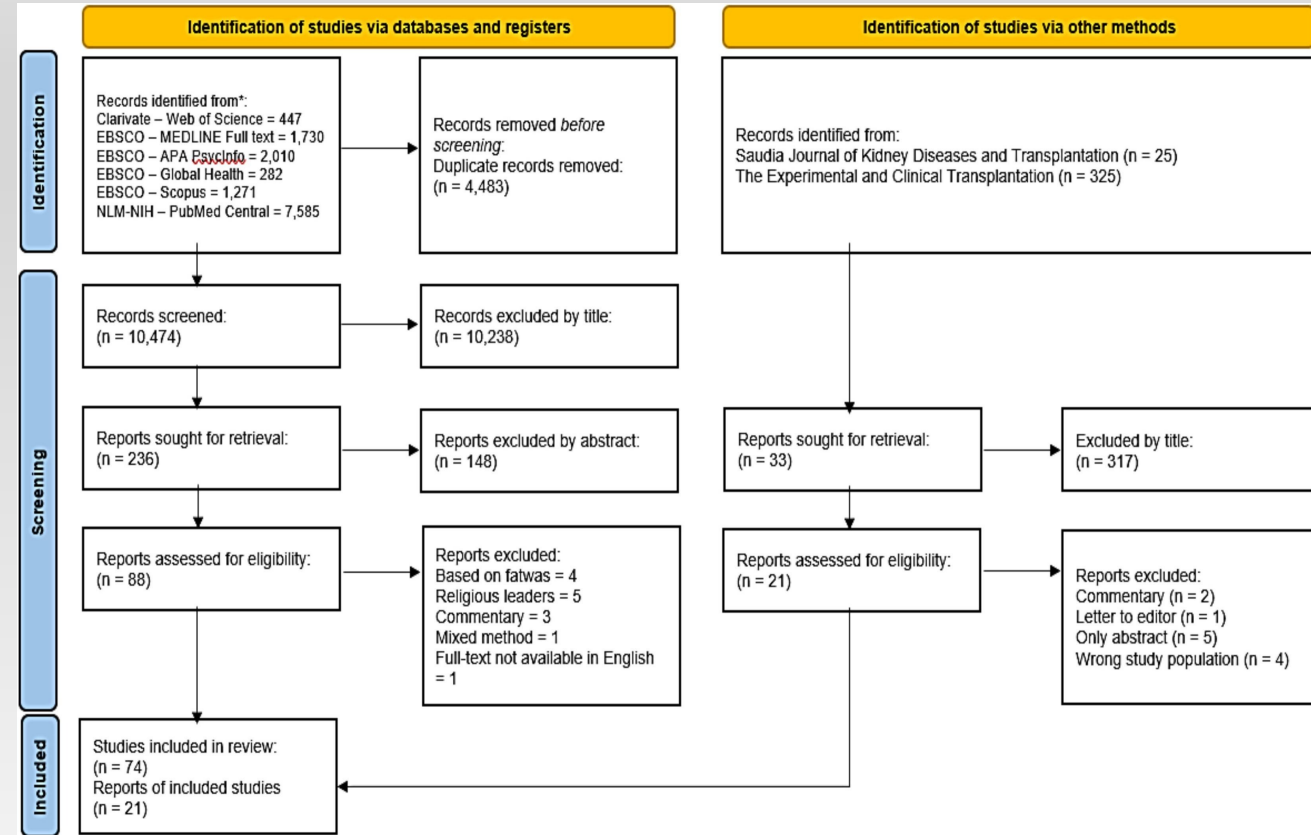 Identification of studies via databases and registers
Identification of studies via other methods
Identification
Records identified from*:
Clarivate – Web of Science = 447
EBSCO – MEDLINE Full text = 1,730
EBSCO – APA PsycInfo = 2,010
EBSCO – Global Health = 282
EBSCO – Scopus = 1,271
NLM-NIH – PubMed Central = 7,585
Records removed before
screening:
Duplicate records removed:
(n = 4,483)
Records identified from:
Saudia Journal of Kidney Diseases and Transplantation (n = 25)
The Experimental and Clinical Transplantation (n = 325)
Screening
Records screened:
(n = 10,474)
Records excluded by title:
(n = 10,238)
Reports sought for retrieval:
(n = 236)
Reports excluded by abstract:
(n = 148)
Reports sought for retrieval:
(n = 33)
Excluded by title:
(n = 317)
Reports assessed for eligibility:
(n = 88)
Reports excluded:
Based on fatwas = 4
Religious leaders = 5
Commentary = 3
Mixed method = 1
Full-text not available in English
= 1
Reports assessed for eligibility:
(n = 21)
Reports excluded:
Commentary (n = 2)
Letter to editor (n = 1)
Only abstract (n = 5)
Wrong study population (n = 4)
Included
Studies included in review:
(n = 74)
Reports of included studies
(n = 21)